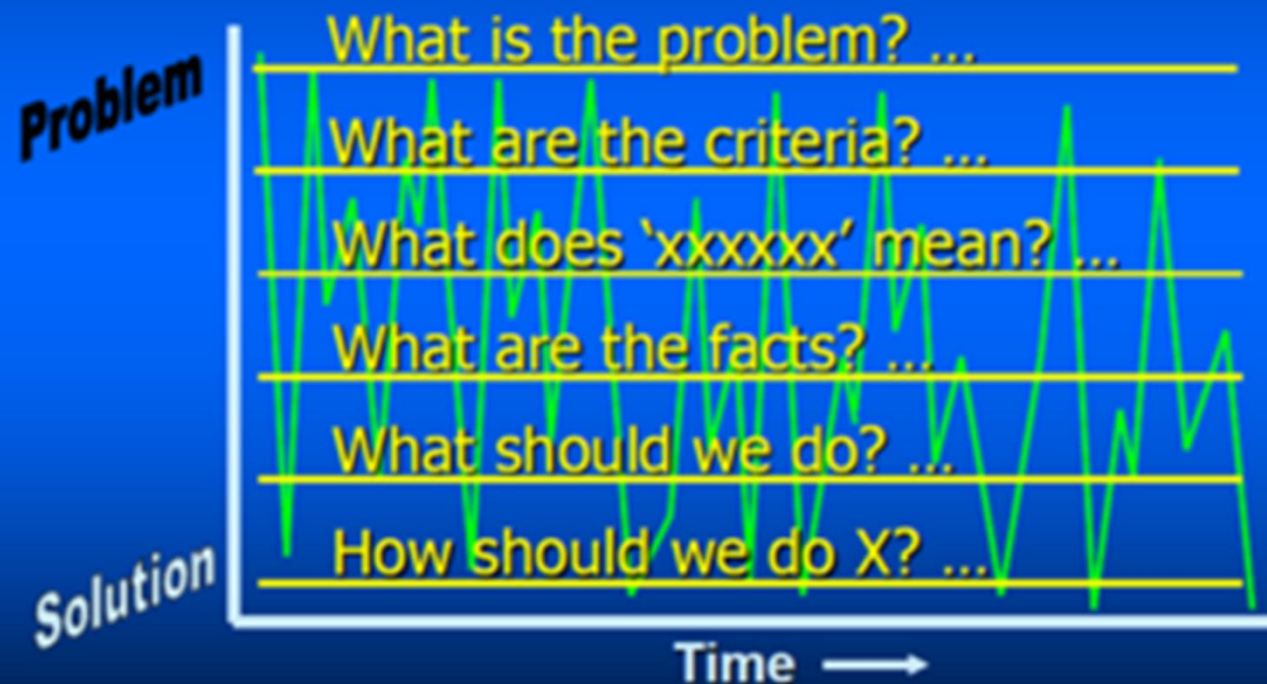 What is the problem? ...
Problem
What are the criteria? ...
What does ‘xxxxxx’ mean? ...
What are the facts? ...
What should we do? ...
How should we do X? ...
Solution
Time